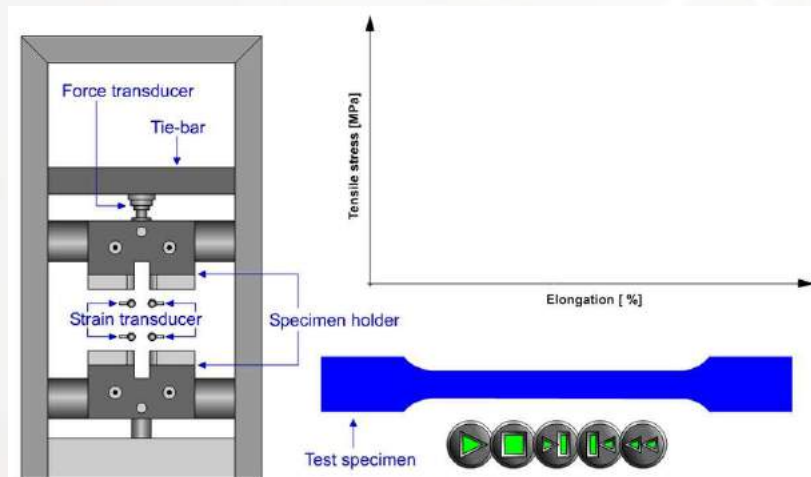 Force transducer
Tie-bar
Strain transducer
Specimen holder
Tensile stress [MPa]
Elongation [ %]
Test specimen